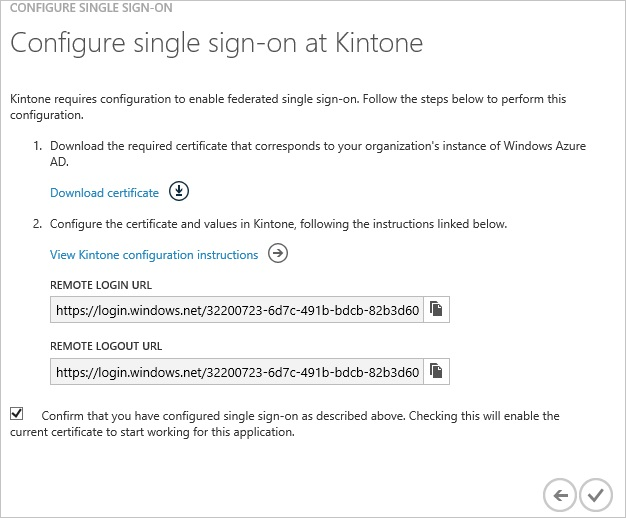 CONFIGURE SINGLE SIGN-ON
Configure single sign-on at Kintone
Kintone requires configuration to enable federated single sign-on. Follow the steps below to perform this
configuration.
1. Download the required certificate that corresponds to your organization's instance of Windows Azure
AD.
Download certificate
2. Configure the certificate and values in Kintone, following the instructions linked below.
View Kintone configuration instructions
REMOTE LOGIN URL
https://login.windows.net/32200723-6d7c-491b-bdcb-82b3d60
REMOTE LOGOUT URL
https://login.windows.net/32200723-6d7c-491b-bdcb-82b3d60
Confirm that you have configured single sign-on as described above. Checking this will enable the
current certificate to start working for this application.